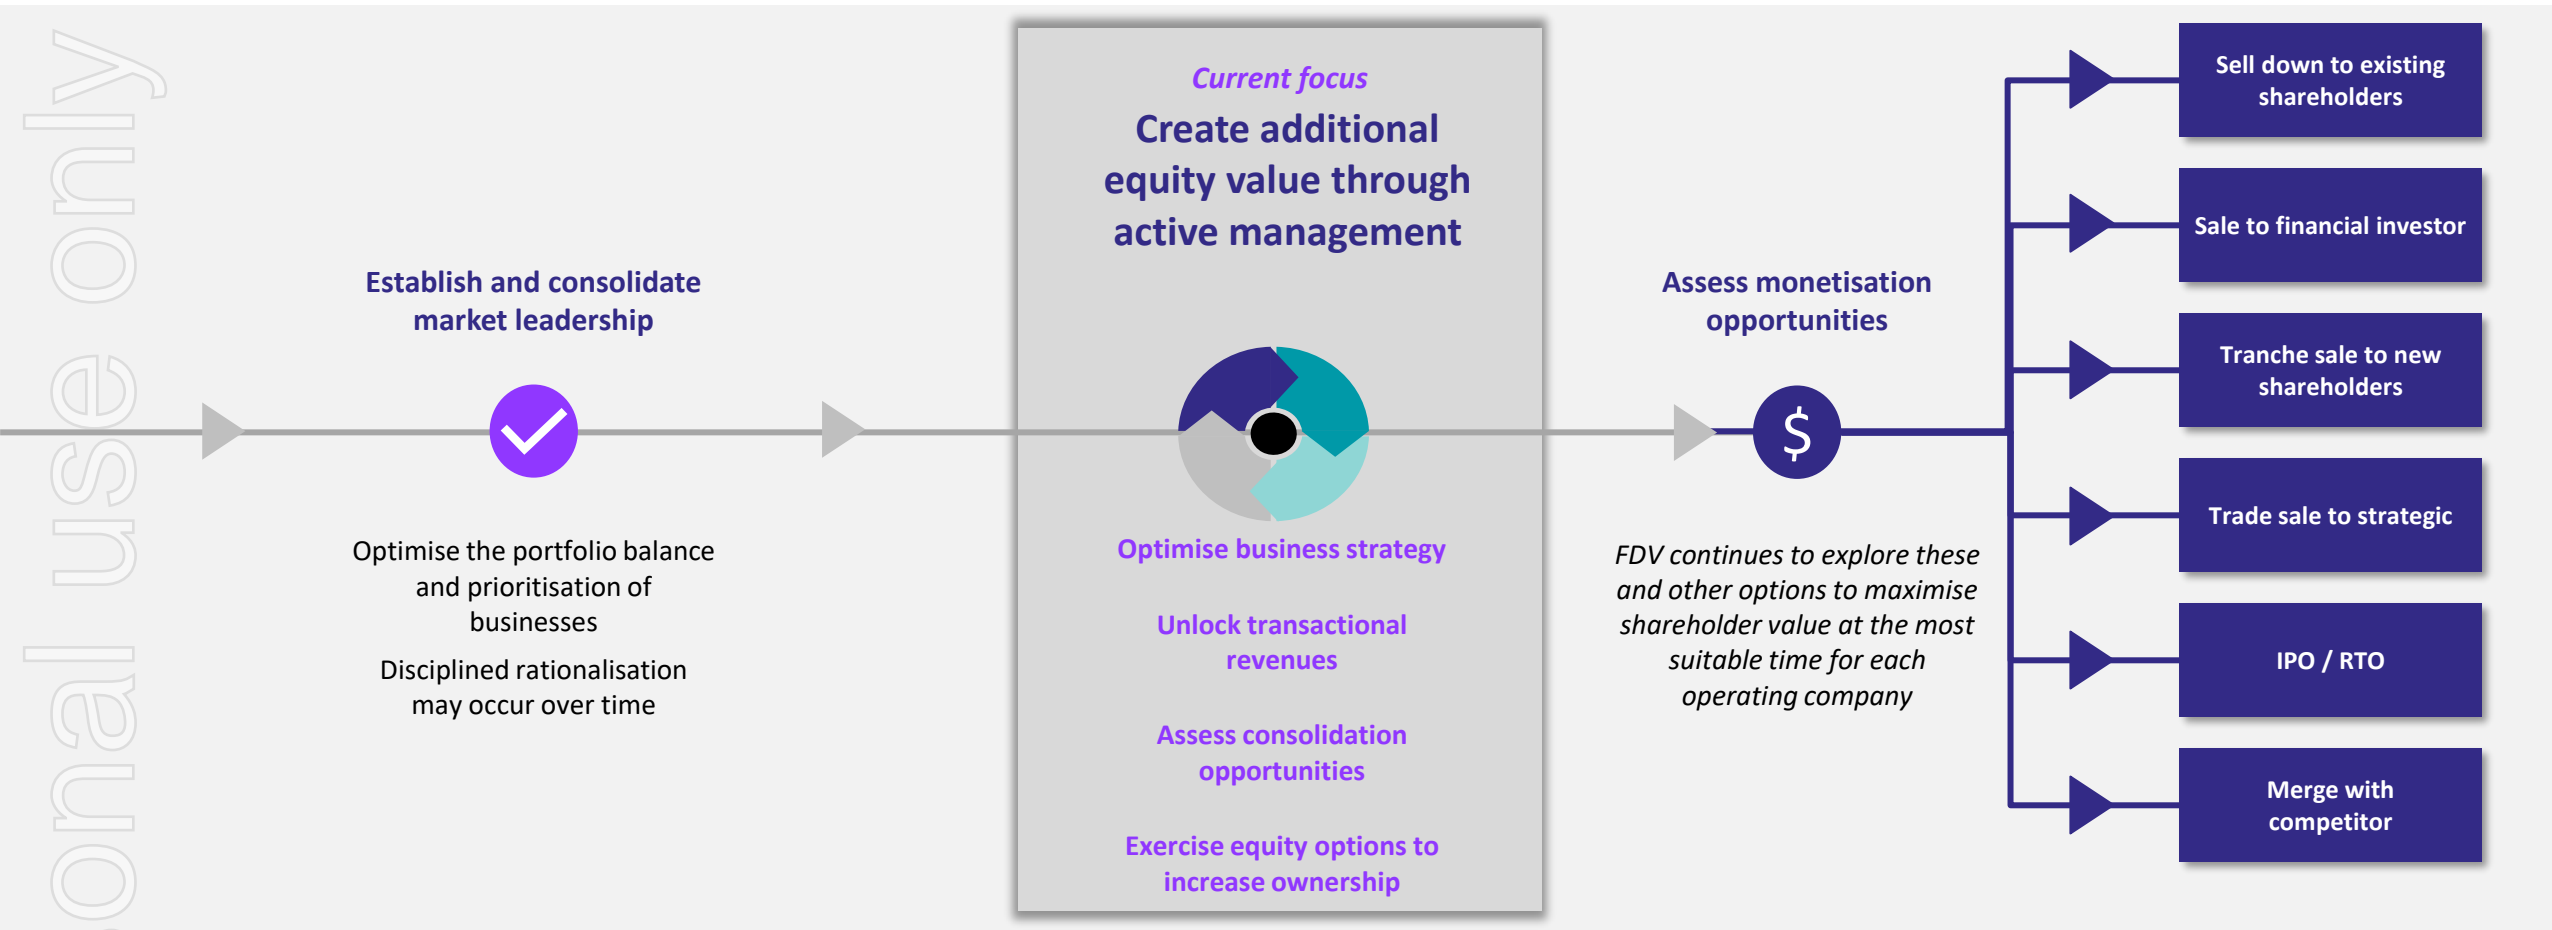 onal use only
Establish and consolidate
market leadership
Optimise the portfolio balance
and prioritisation of
businesses
Disciplined rationalisation
may occur over time
Current focus
Create additional
equity value through
active management
Optimise business strategy
Unlock transactional
revenues
Assess consolidation
opportunities
Exercise equity options to
increase ownership
Assess monetisation
opportunities
$
FDV continues to explore these
and other options to maximise
shareholder value at the most
suitable time for each
operating company
Sell down to existing
shareholders
Sale to financial investor
Tranche sale to new
shareholders
Trade sale to strategic
IPO / RTO
Merge with
competitor